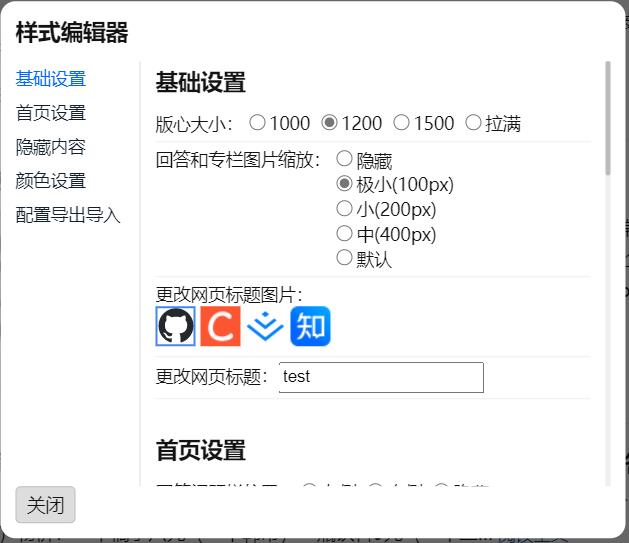 样式编辑器
基础设置
首页设置
隐藏内容
颜色设置
配置导出导入
基础设置
版心大小： 1000 1200 1500 拉满
回答和专栏图片缩放： 隐藏
极小(100px)
小(200px)
中(400px)
默认
更改网页标题图片：
C 知
更改网页标题： test
首页设置
关闭